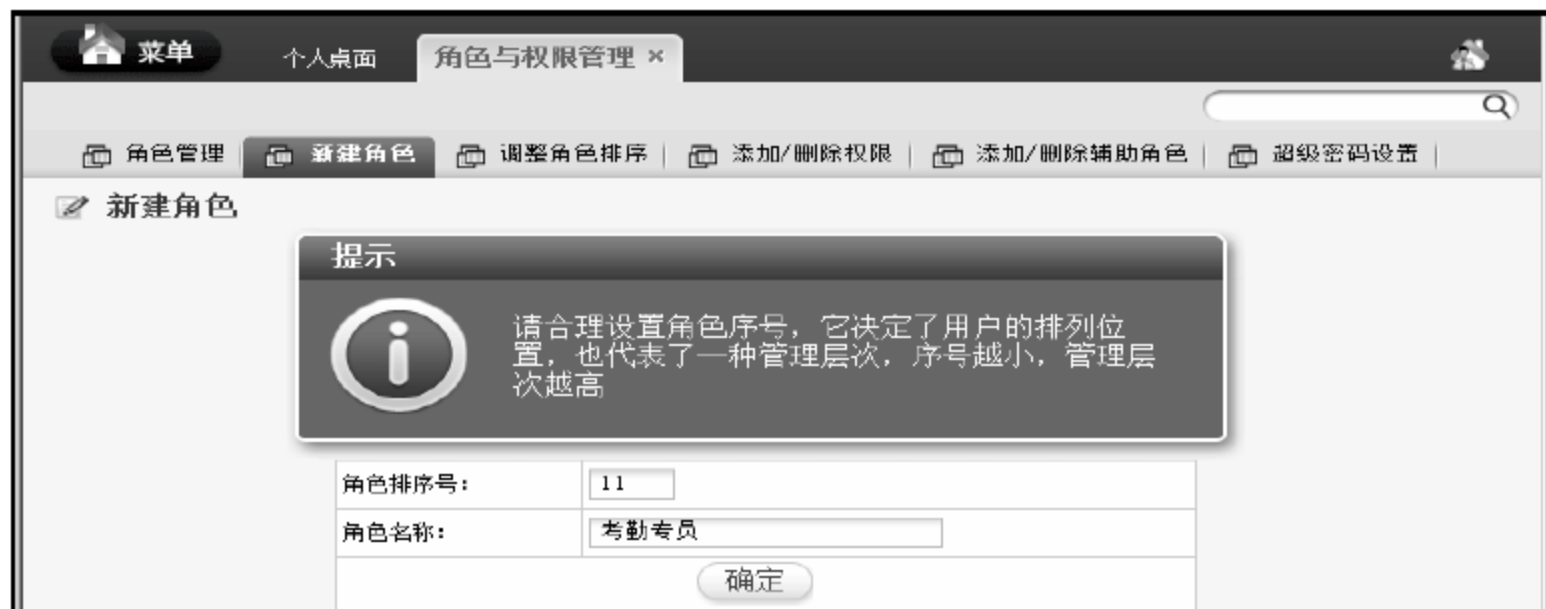 菜单 个人桌面 角色与权限管理 ×
角色管理 新建角色 调整角色排序 添加/删除权限 添加/删除辅助角色 超级密码设置
新建角色
提示
请合理设置角色序号，它决定了用户的排列位
置，也代表了一种管理层次，序号越小，管理层
次越高
角色排序号： 11
角色名称： 考勤专员
确定